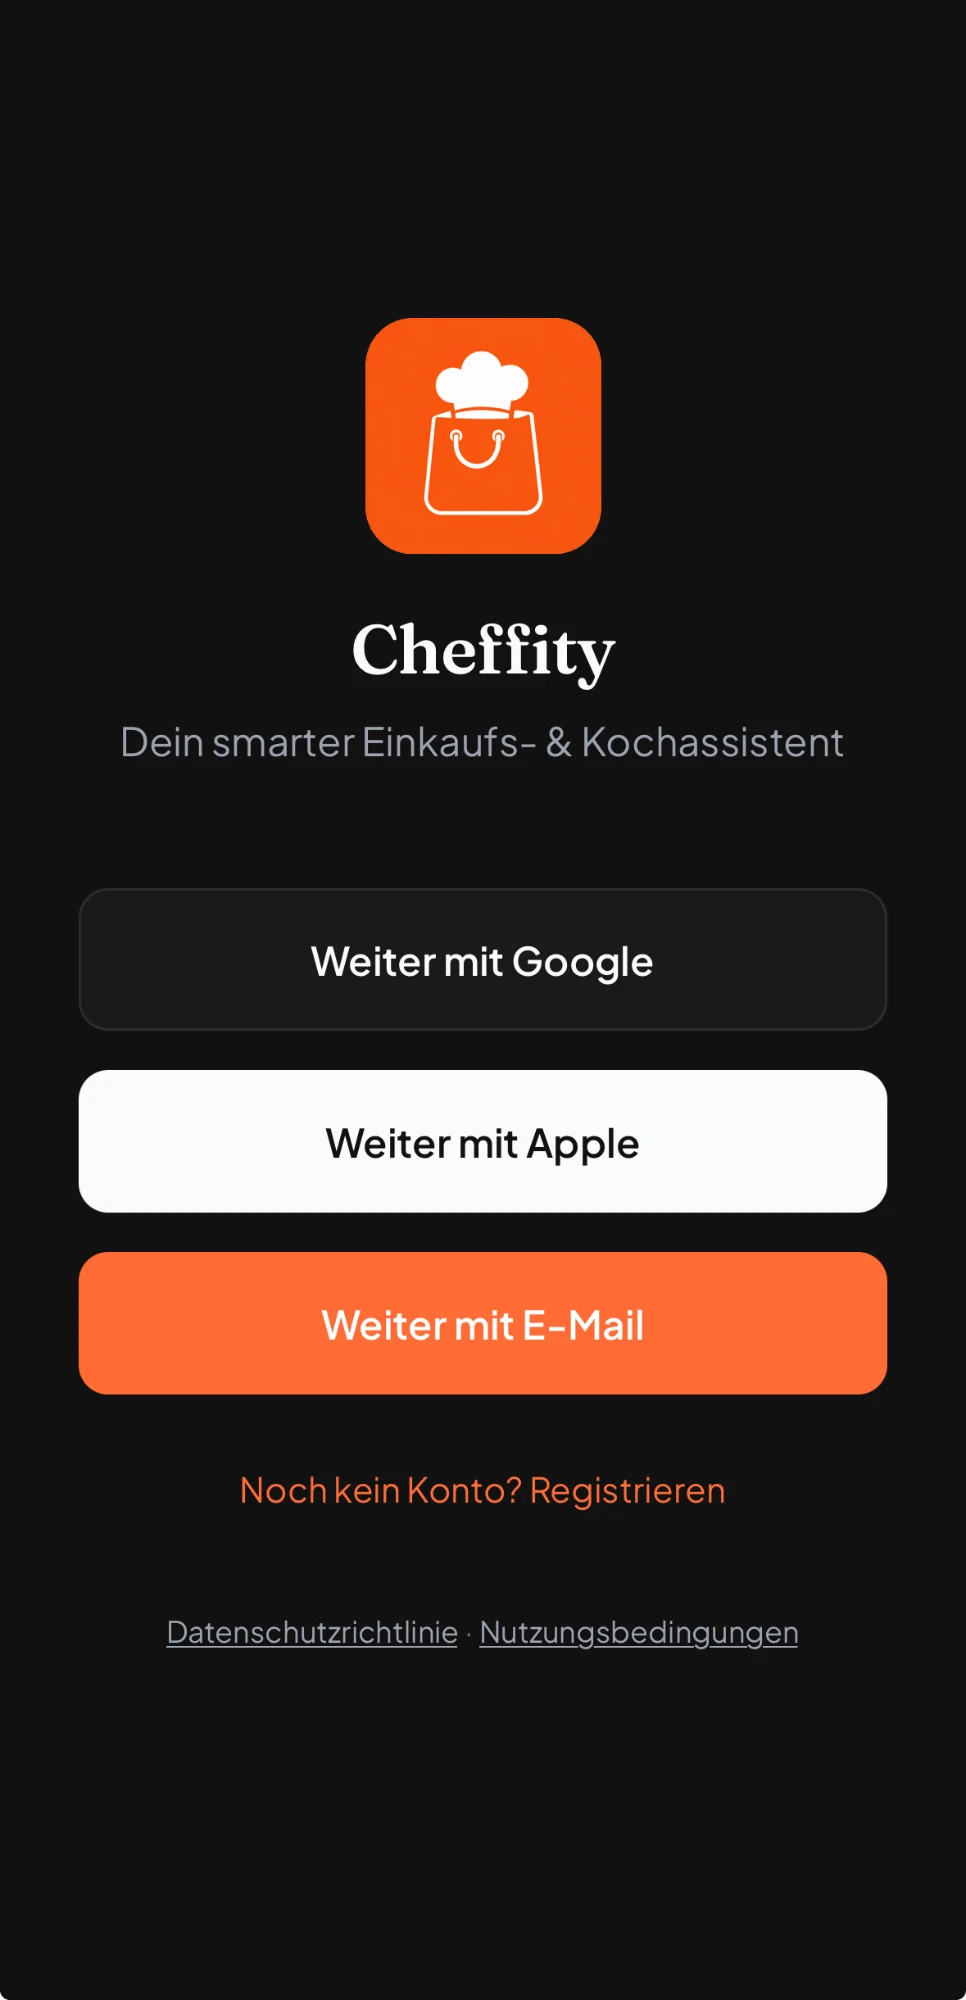 Cheffity
Dein smarter Einkaufs- & Kochassistent
Weiter mit Google
Weiter mit Apple
Weiter mit E-Mail
Noch kein Konto? Registrieren
Datenschutzrichtlinie · Nutzungsbedingungen